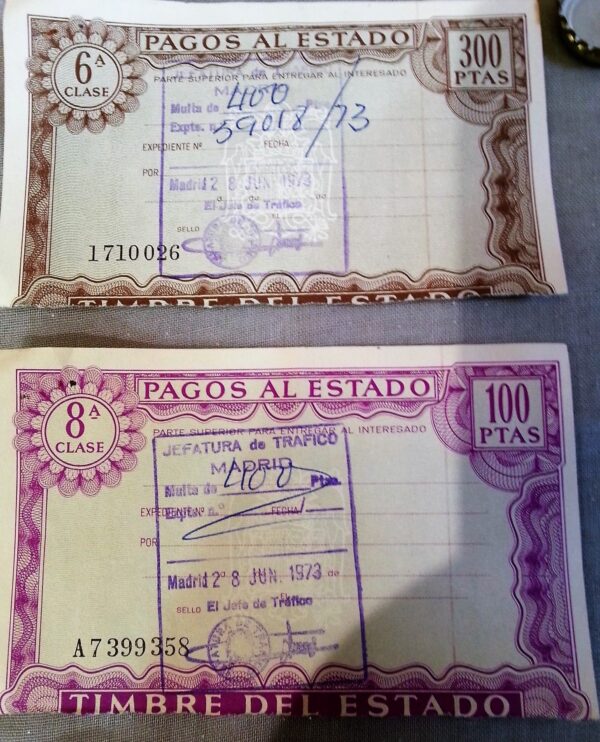 PAGOS AL ESTADO
6ª CLASE
300 PTAS
PARTE SUPERIOR PARA ENTREGAR AL INTERESADO
Multa de 400
Expte. n.º 59018/73
EXPEDIENTE Nº FECHA
POR
Madrid 28 JUN. 1973
El Jefe de Tráfico
SELLO
1710026
TIMBRE DEL ESTADO
PAGOS AL ESTADO
8ª CLASE
100 PTAS
PARTE SUPERIOR PARA ENTREGAR AL INTERESADO
JEFATURA de TRAFICO
MADRID
Multa de 400 Ptas.
Expte. n.º
EXPEDIENTE Nº FECHA
POR
Madrid 28 JUN. 1973
SELLO El Jefe de Tráfico
A7399358
TIMBRE DEL ESTADO